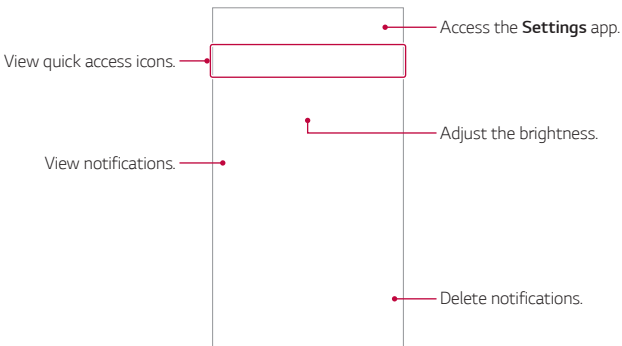 Access the Settings app.
View quick access icons.
Adjust the brightness.
View notifications.
Delete notifications.